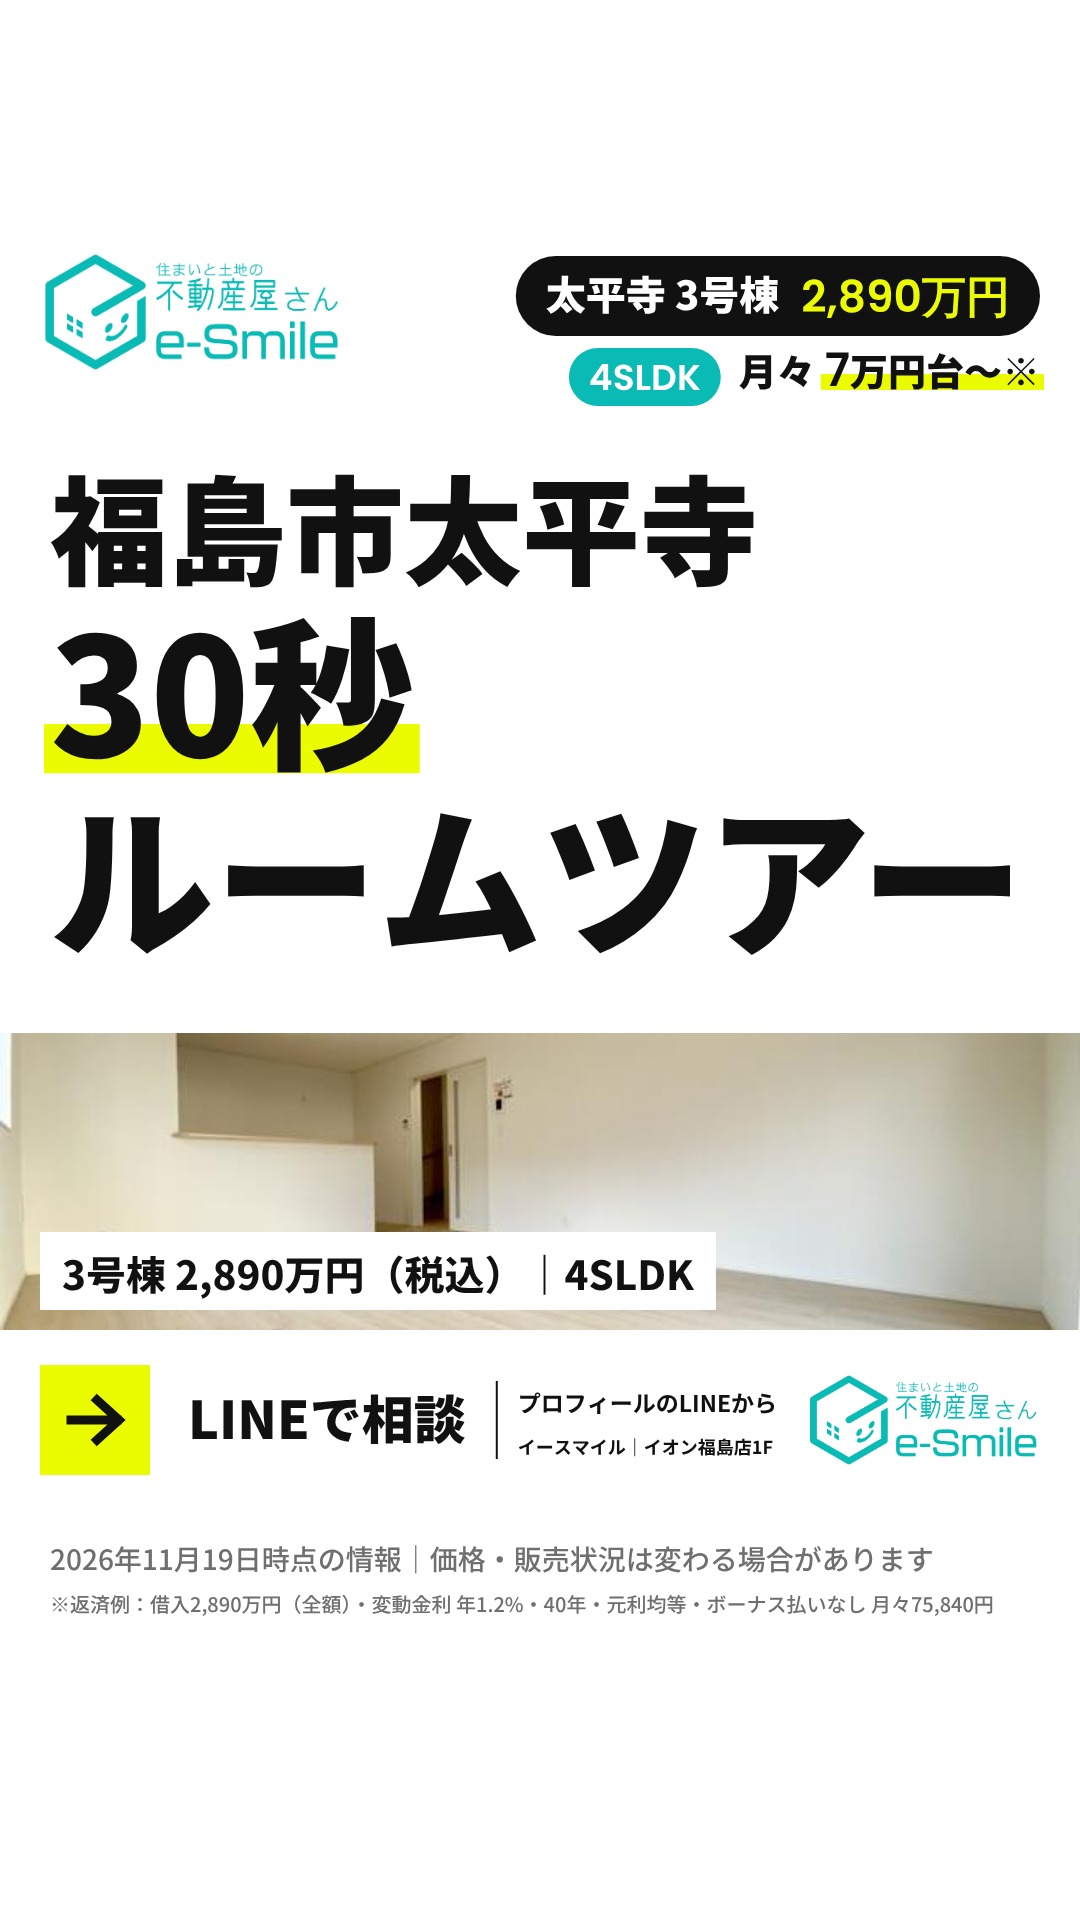 住まいと土地の
不動産屋さん
e-Smile
太平寺 3号棟 2,890万円
4SLDK 月々 7万円台〜※
福島市太平寺
30秒
ルームツアー
3号棟 2,890万円（税込）｜4SLDK
LINEで相談
プロフィールのLINEから
イースマイル｜イオン福島店1F
住まいと土地の
不動産屋さん
e-Smile
2026年11月19日時点の情報｜価格・販売状況は変わる場合があります
※返済例：借入2,890万円（全額）・変動金利 年1.2%・40年・元利均等・ボーナス払いなし 月々75,840円